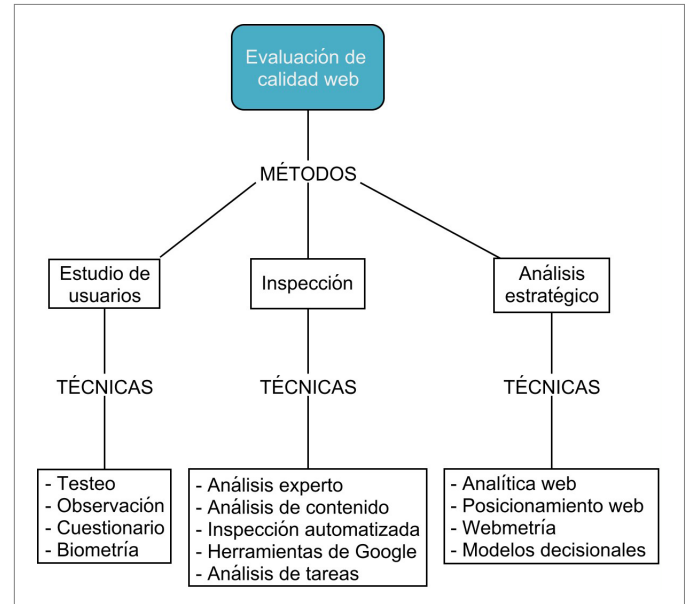 Evaluación de
calidad web
MÉTODOS
Estudio de
usuarios
Inspección
Análisis
estratégico
TÉCNICAS
TÉCNICAS
TÉCNICAS
- Testeo
- Observación
- Cuestionario
- Biometría
- Análisis experto
- Análisis de contenido
- Inspección automatizada
- Herramientas de Google
- Análisis de tareas
- Analítica web
- Posicionamiento web
- Webmetría
- Modelos decisionales